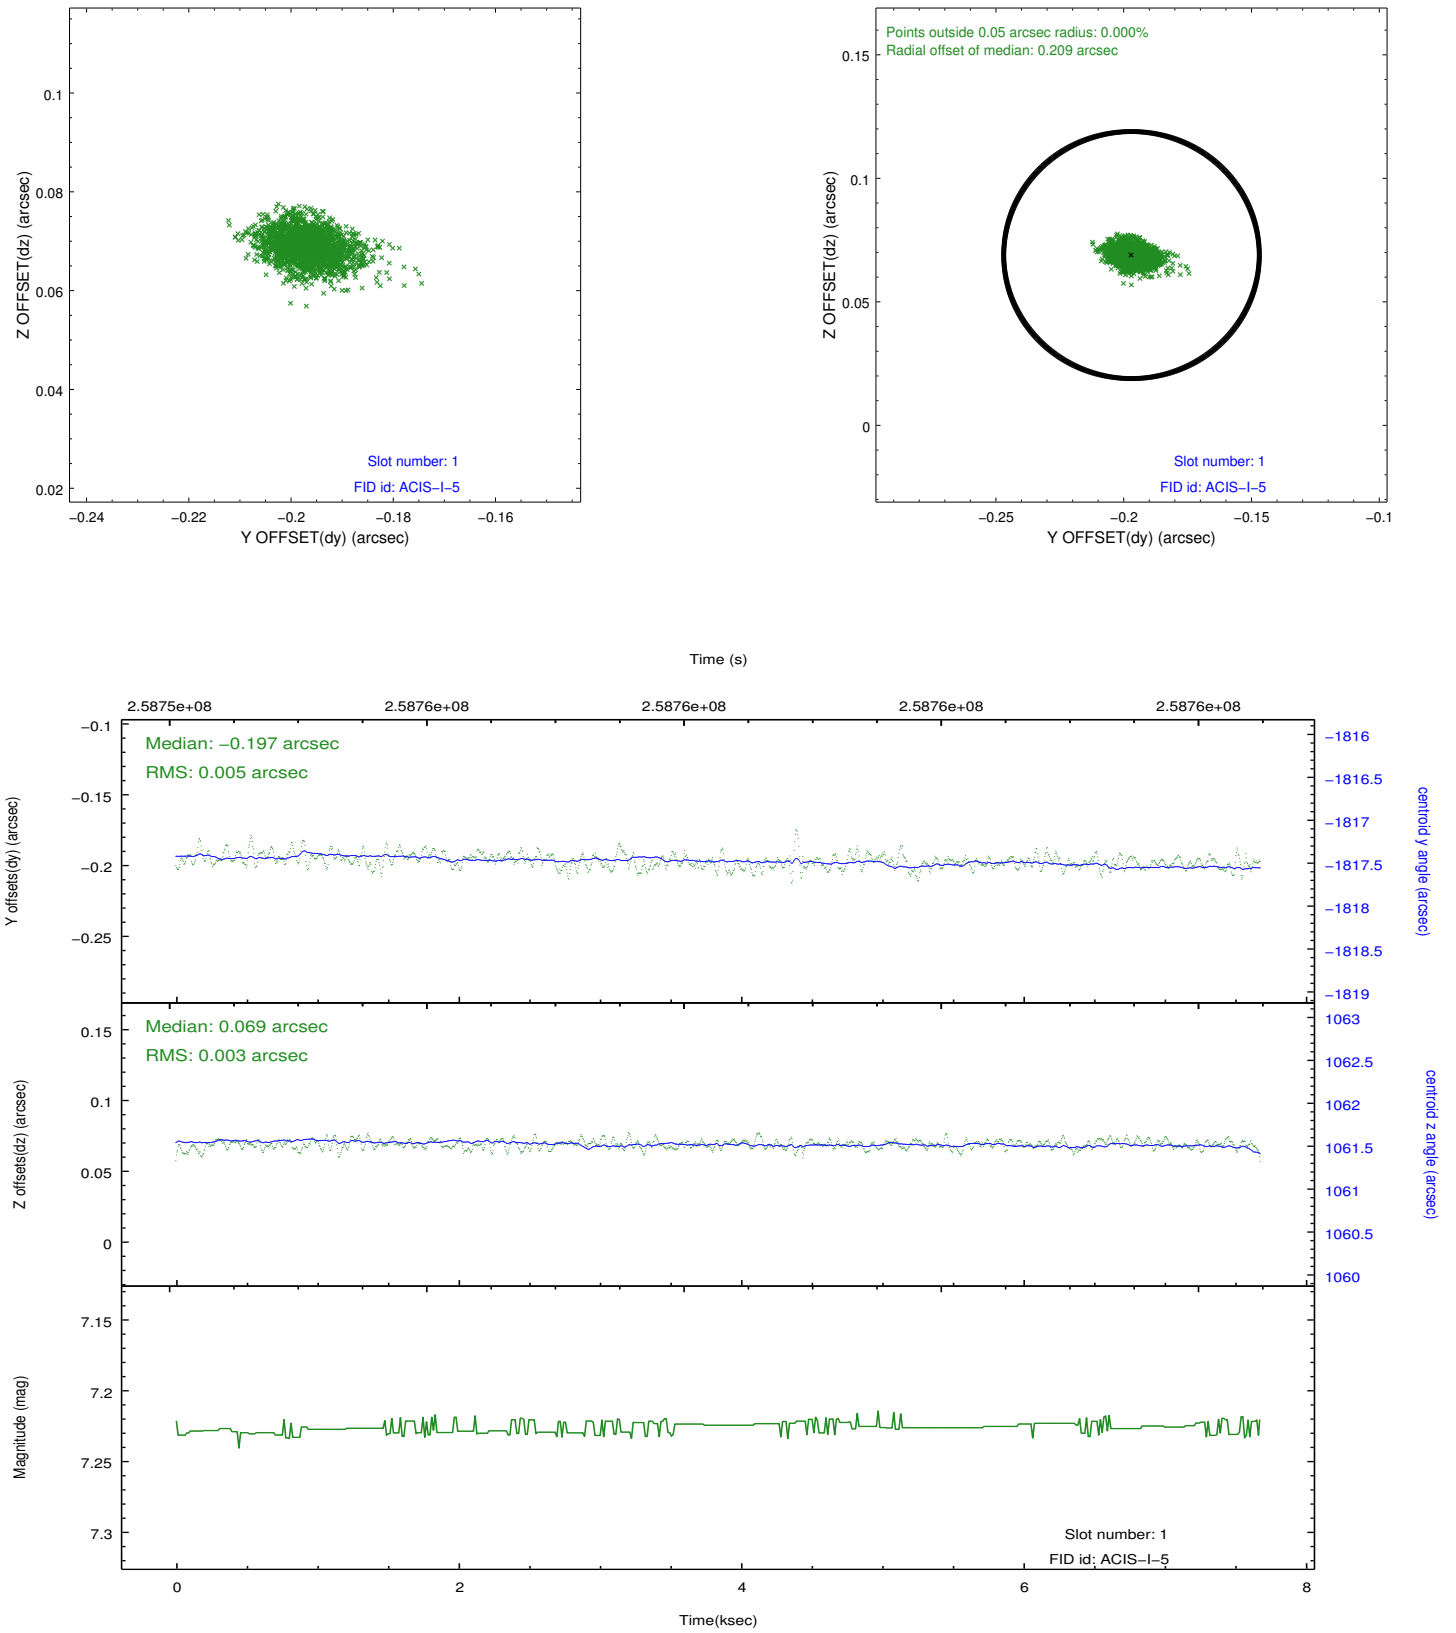 Points outside 0.05 arcsec radius: 0.000%
Radial offset of median: 0.209 arcsec
0.1
0.08
0.06
0.04
0.02
Z OFFSET(dz) (arcsec)
Slot number: 1
FID id: ACIS−I−5
−0.24 −0.22 −0.2 −0.18 −0.16
Y OFFSET(dy) (arcsec)
0.15
0.1
0.05
0
Z OFFSET(dz) (arcsec)
Slot number: 1
FID id: ACIS−I−5
−0.25 −0.2 −0.15 −0.1
Y OFFSET(dy) (arcsec)
Time (s)
2.5875e+08 2.5876e+08 2.5876e+08 2.5876e+08 2.5876e+08
Median: −0.197 arcsec
RMS: 0.005 arcsec
−0.1
−0.15
−0.2
−0.25
Y offsets(dy) (arcsec)
−1816
−1816.5
−1817
−1817.5
−1818
−1818.5
−1819
centroid y angle (arcsec)
Median: 0.069 arcsec
RMS: 0.003 arcsec
0.15
0.1
0.05
0
Z offsets(dz) (arcsec)
1063
1062.5
1062
1061.5
1061
1060.5
1060
centroid z angle (arcsec)
7.15
7.2
7.25
7.3
Magnitude (mag)
Slot number: 1
FID id: ACIS−I−5
0 2 4 6 8
Time(ksec)